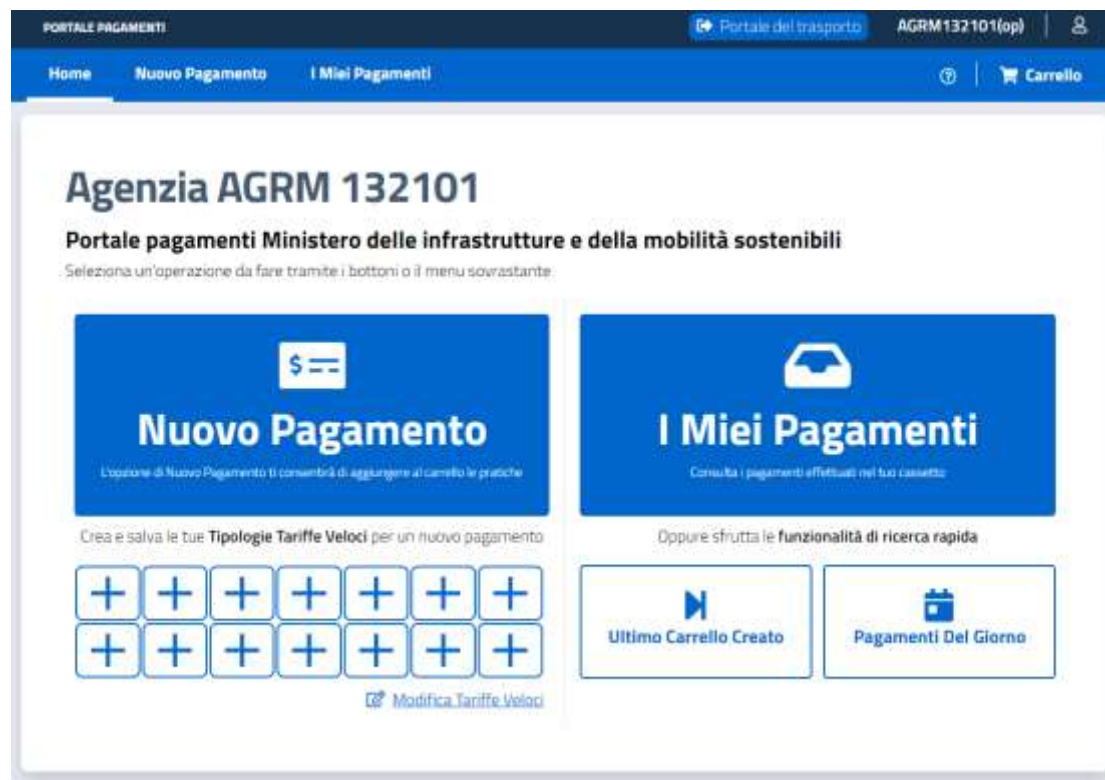 PORTALE PAGAMENTI
Portale del trasporto
AGRM132101(op)
Home
Nuovo Pagamento
I Miei Pagamenti
Carrello
Agenzia AGRM 132101
Portale pagamenti Ministero delle infrastrutture e della mobilità sostenibili
Seleziona un'operazione da fare tramite i bottoni o il menu sovrastante
Nuovo Pagamento
L'opzione di Nuovo Pagamento ti consentirà di aggiungere al carrello le pratiche
Crea e salva le tue Tipologie Tariffe Veloci per un nuovo pagamento
Modifica Tariffe Veloci
I Miei Pagamenti
Consulta i pagamenti effettuati nel tuo cassetto
Oppure sfrutta le funzionalità di ricerca rapida
Ultimo Carrello Creato
Pagamenti Del Giorno